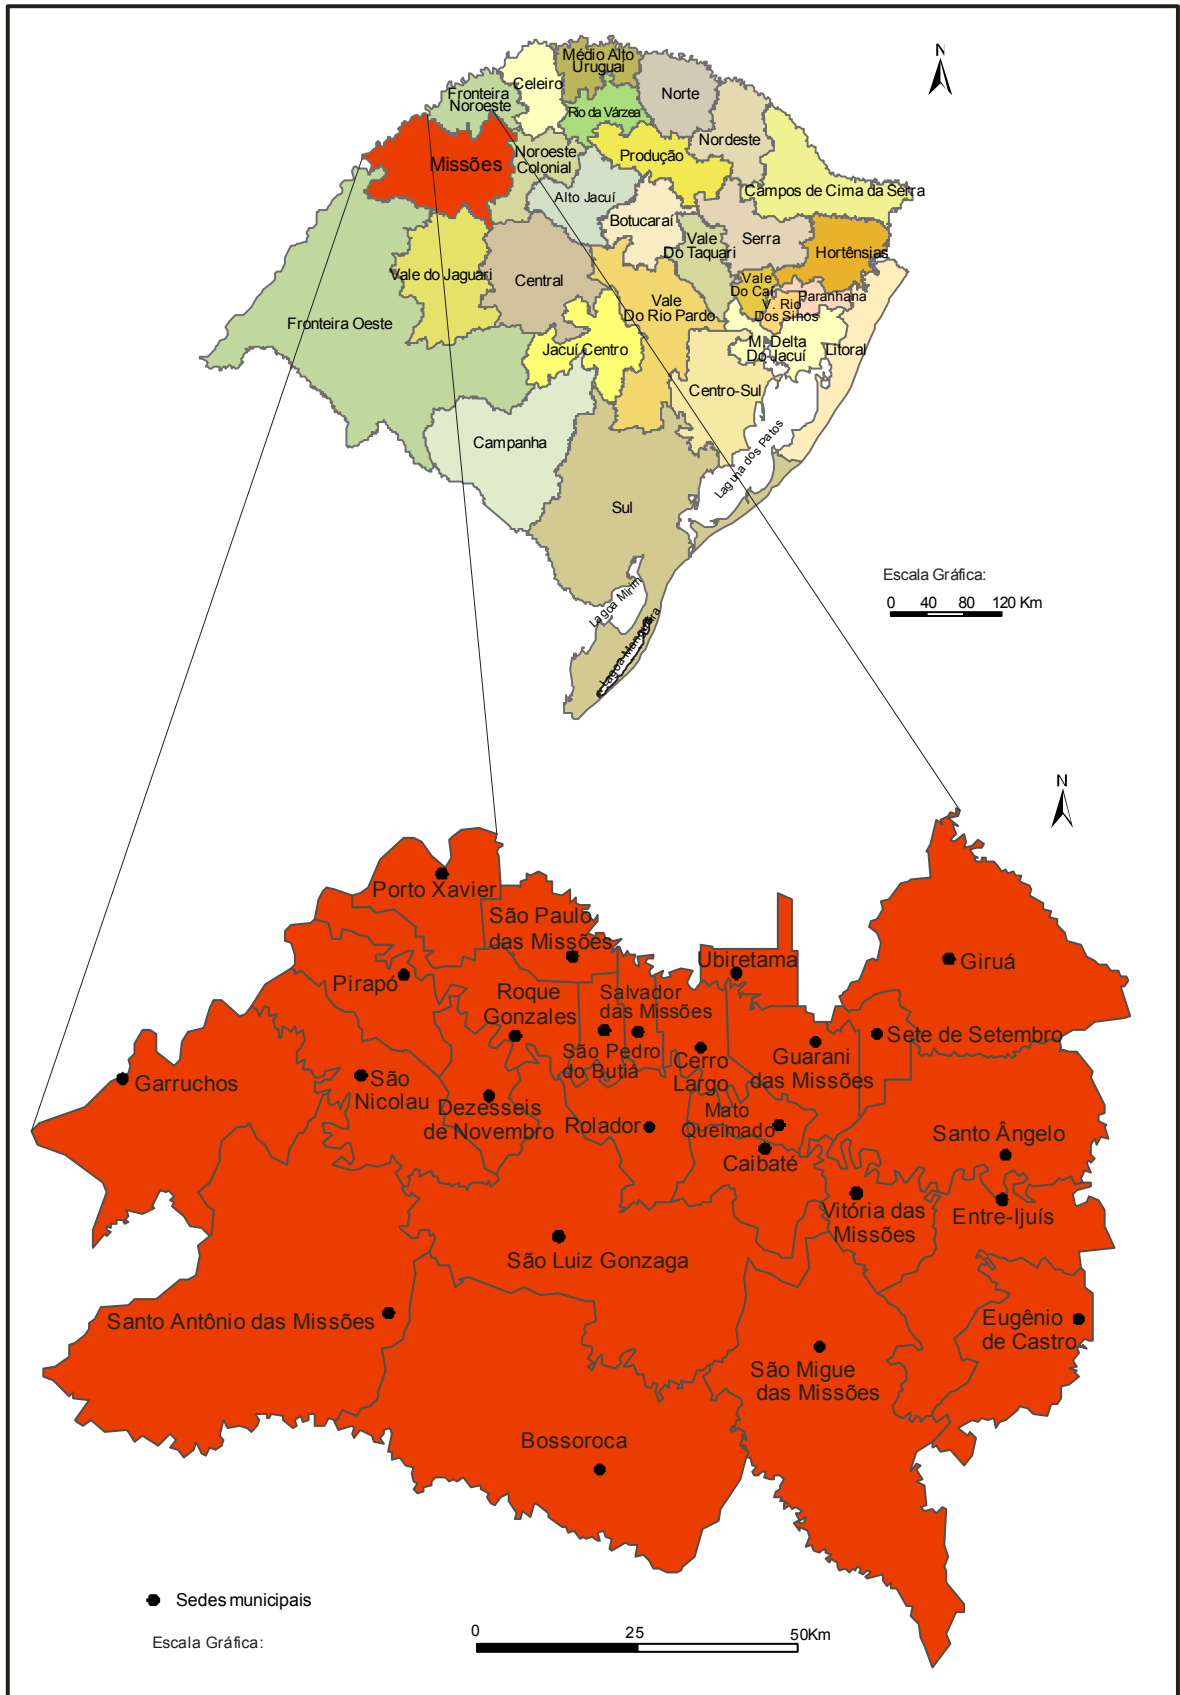 N
Médio Alto
Uruguai
Celeiro
Fronteira
Noroeste
Norte
Rio da Várzea
Nordeste
Missões
Noroeste
Colonial
Produção
Alto Jacuí
Campos de Cima da Serra
Botucaraí
Vale
Do Taquari
Serra
Hortênsias
Vale do Jaguari
Central
Vale
Do Caí
Paranhana
V. Rio
Dos Sinos
Vale
Do Rio Pardo
Fronteira Oeste
Jacuí Centro
M. Delta
Do Jacuí
Litoral
Centro-Sul
Campanha
Laguna dos Patos
Sul
Lagoa Mirim
Lagoa Mangueira
Escala Gráfica:
0 40 80 120 Km
N
Porto Xavier
São Paulo
das Missões
Ubiretama
Giruá
Pirapó
Roque
Gonzales
Salvador
das Missões
Sete de Setembro
São Pedro
do Butiá
Cerro
Largo
Guarani
das Missões
Garruchos
São
Nicolau
Dezesseis
de Novembro
Rolador
Mato
Queimado
Santo Ângelo
Caibaté
Vitória das
Missões
Entre-Ijuís
São Luiz Gonzaga
Santo Antônio das Missões
Eugênio
de Castro
São Migue
das Missões
Bossoroca
Sedes municipais
Escala Gráfica:
0 25 50Km